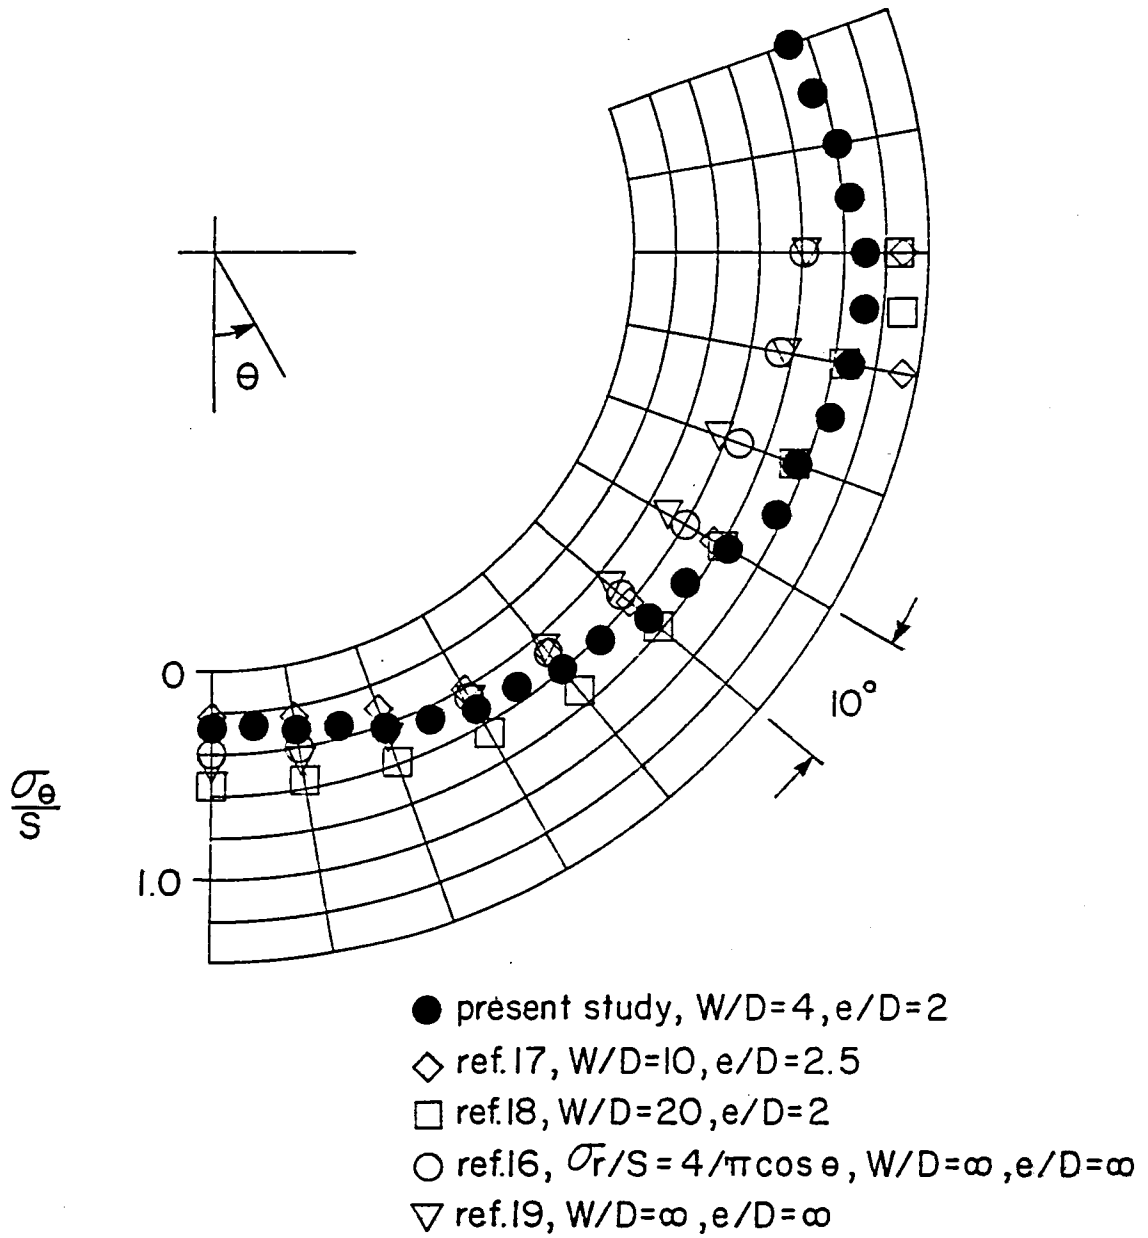 θ
0
σθ/S
1.0
10°
present study, W/D=4, e/D=2
ref. 17, W/D=10, e/D=2.5
ref. 18, W/D=20, e/D=2
ref. 16, σr/S = 4/π cos θ, W/D=∞, e/D=∞
ref. 19, W/D=∞, e/D=∞